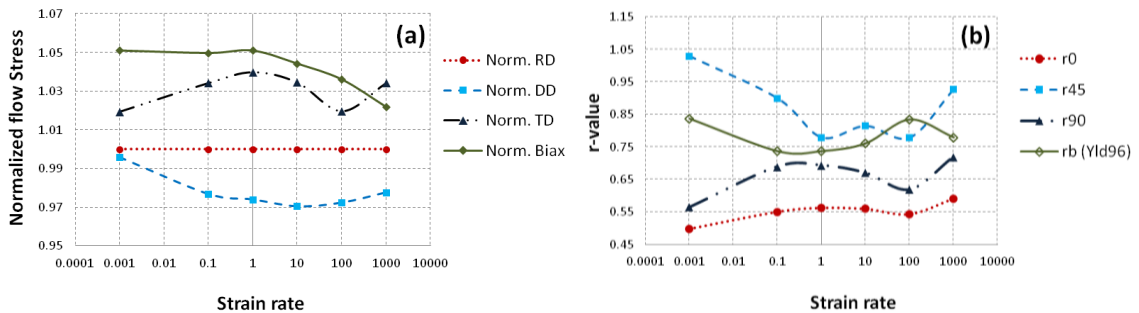 (a)
Normalized flow Stress
1.07
1.05
1.03
1.01
0.99
0.97
0.95
0.0001 0.001 0.01 0.1 1 10 100 1000 10000
Strain rate
Norm. RD
Norm. DD
Norm. TD
Norm. Biax
(b)
r-value
1.15
1.05
0.95
0.85
0.75
0.65
0.55
0.45
0.0001 0.001 0.01 0.1 1 10 100 1000 10000
Strain rate
r0
r45
r90
rb (Yld96)